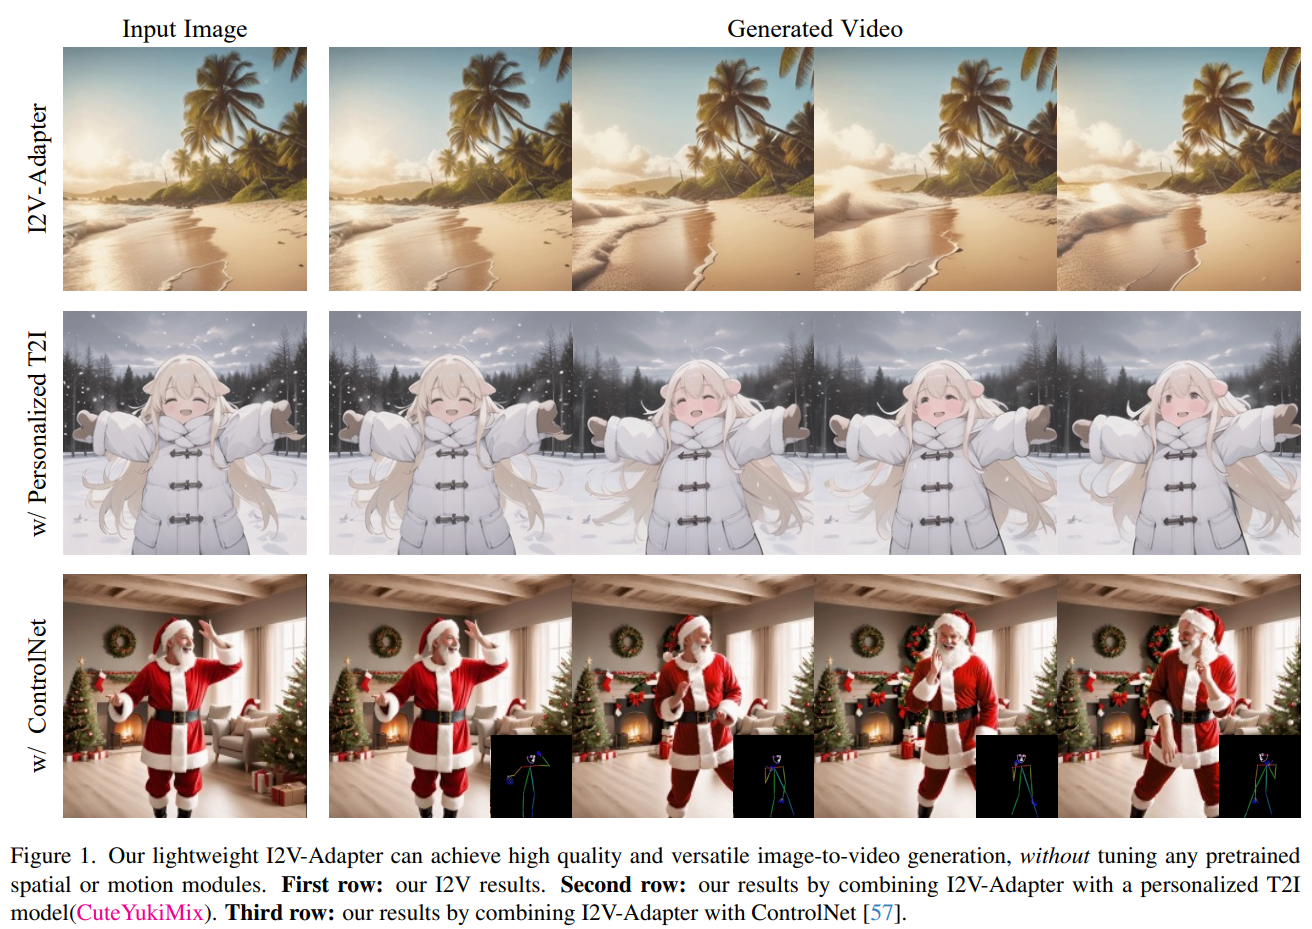 Input Image
Generated Video
I2V-Adapter
w/ Personalized T2I
w/ ControlNet
Figure 1. Our lightweight I2V-Adapter can achieve high quality and versatile image-to-video generation, without tuning any pretrained
spatial or motion modules. First row: our I2V results. Second row: our results by combining I2V-Adapter with a personalized T2I
model(CuteYukiMix). Third row: our results by combining I2V-Adapter with ControlNet [57].